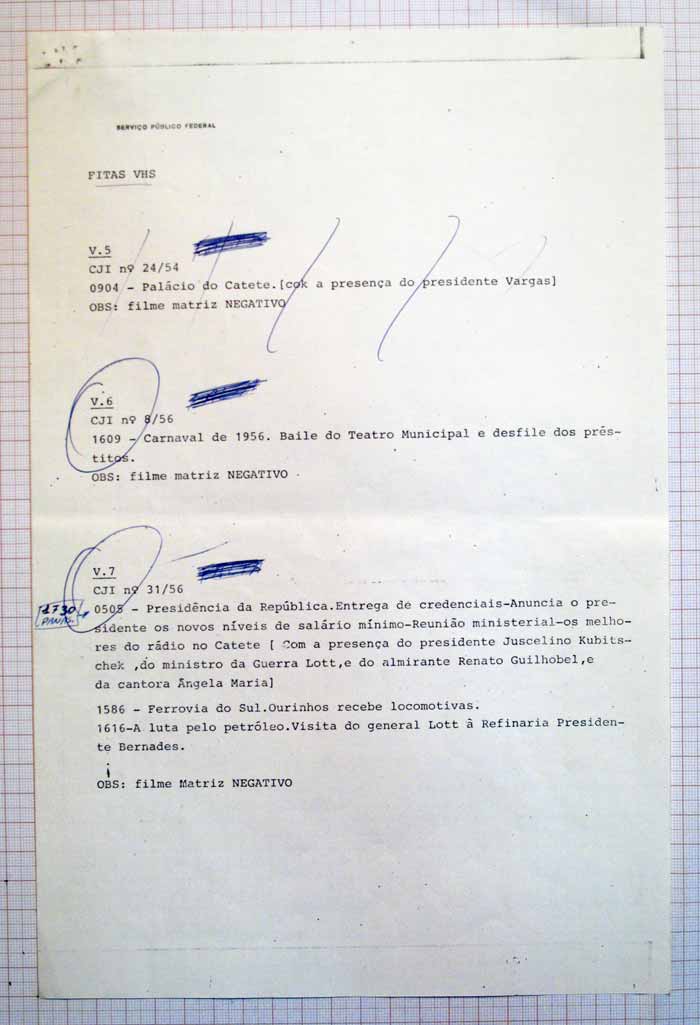 SERVIÇO PÚBLICO FEDERAL
FITAS VHS
V.5
CJI nº 24/54
0904 - Palácio do Catete.[cok a presença do presidente Vargas]
OBS: filme matriz NEGATIVO
V.6
CJI nº 8/56
1609 - Carnaval de 1956. Baile do Teatro Municipal e desfile dos prés-
titos.
OBS: filme matriz NEGATIVO
V.7
CJI nº 31/56
1730
0505 - Presidência da República.Entrega de credenciais-Anuncia o pre-
sidente os novos níveis de salário mínimo-Reunião ministerial-os melho-
res do rádio no Catete [ Com a presença do presidente Juscelino Kubits-
chek ,do ministro da Guerra Lott,e do almirante Renato Guilhobel,e
da cantora Ângela Maria]
1586 - Ferrovia do Sul.Ourinhos recebe locomotivas.
1616-A luta pelo petróleo.Visita do general Lott à Refinaria Presiden-
te Bernades.
OBS: filme Matriz NEGATIVO